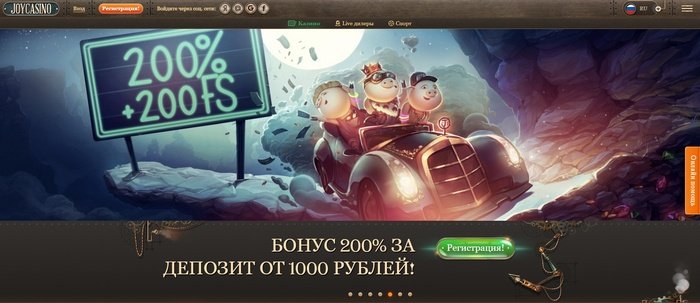 JOYCASINO
Вход
Регистрация!
Войдите через соц. сети:
RU
Казино
Live дилеры
Спорт
200%
+200FS
Онлайн помощь
БОНУС 200% ЗА
ДЕПОЗИТ ОТ 1000 РУБЛЕЙ!
Регистрация!